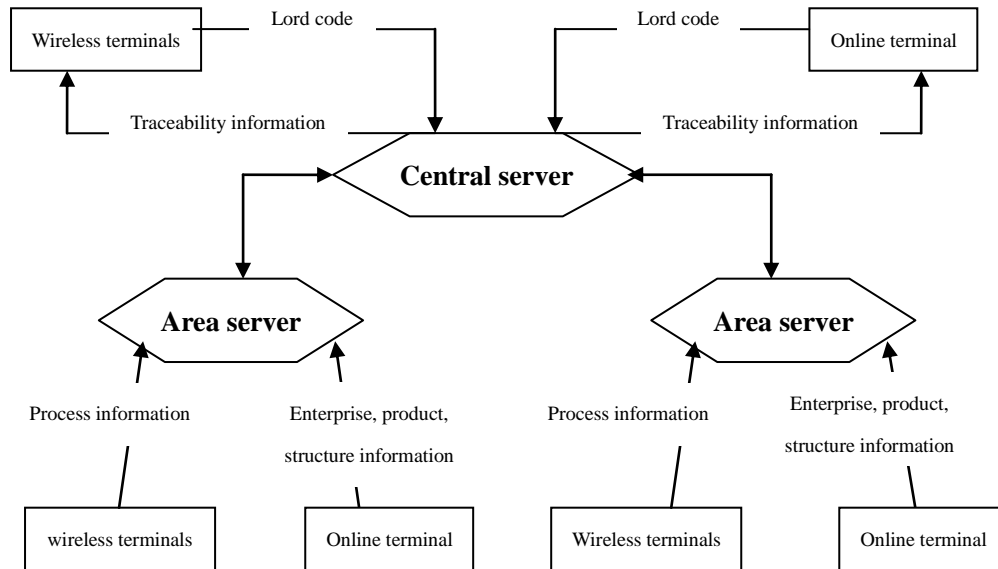 Lord code
Lord code
Wireless terminals
Online terminal
Traceability information
Traceability information
Central server
Area server
Area server
Process information
Enterprise, product,
structure information
Process information
Enterprise, product,
structure information
wireless terminals
Online terminal
Wireless terminals
Online terminal